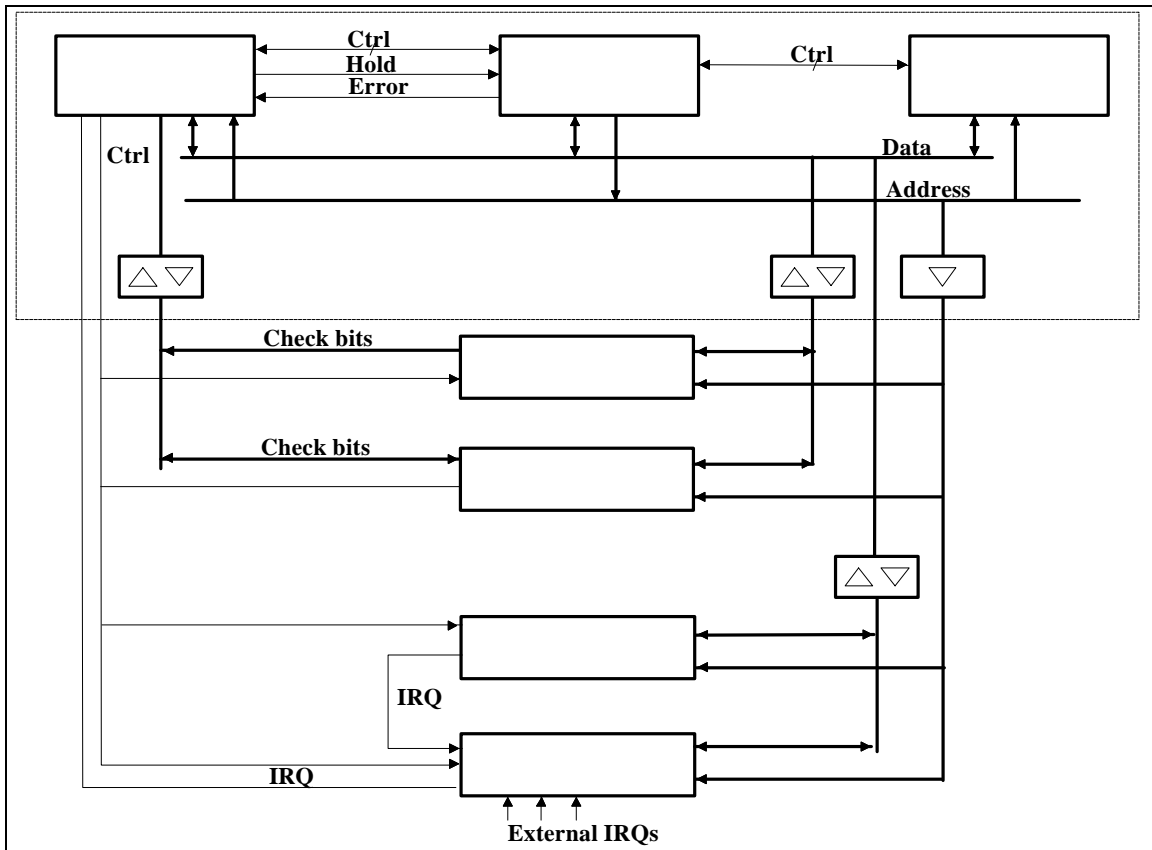 Ctrl
Ctrl
Hold
Error
Ctrl
Data
Address
Check bits
Check bits
IRQ
IRQ
External IRQs